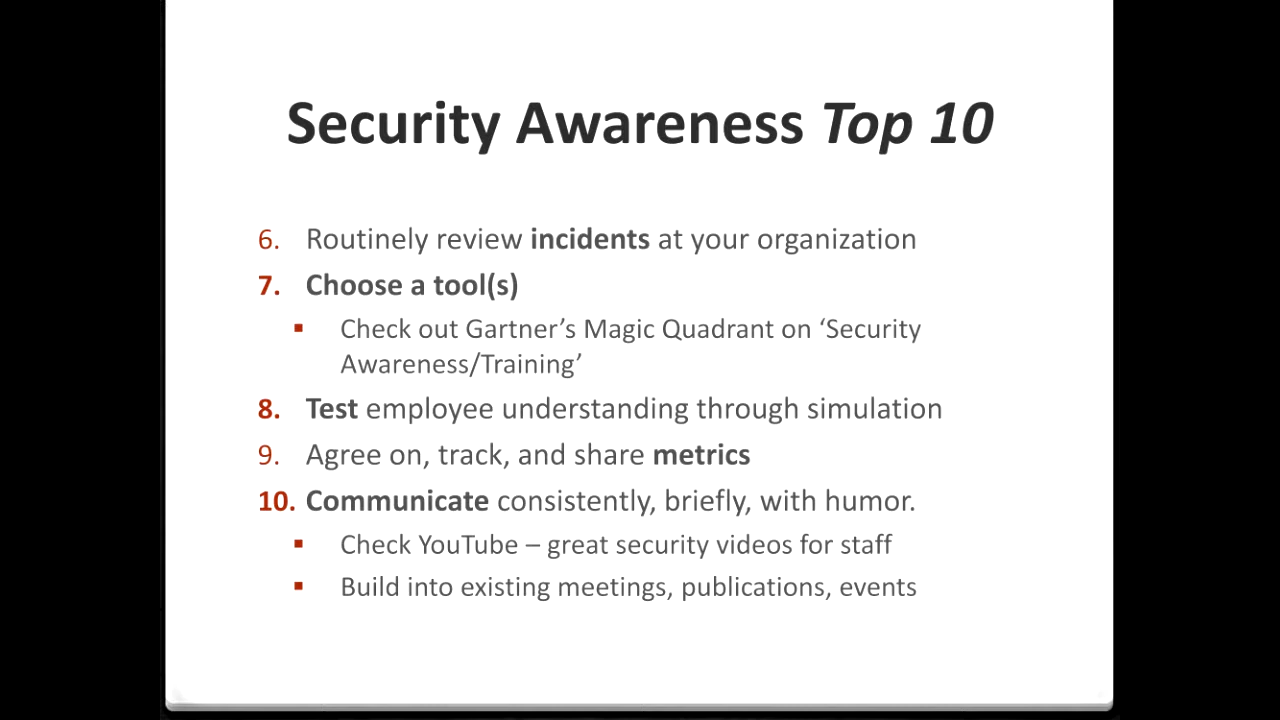 Security Awareness Top 10
6. Routinely review incidents at your organization
7. Choose a tool(s)
▪ Check out Gartner’s Magic Quadrant on ‘Security
Awareness/Training’
8. Test employee understanding through simulation
9. Agree on, track, and share metrics
10. Communicate consistently, briefly, with humor.
▪ Check YouTube – great security videos for staff
▪ Build into existing meetings, publications, events